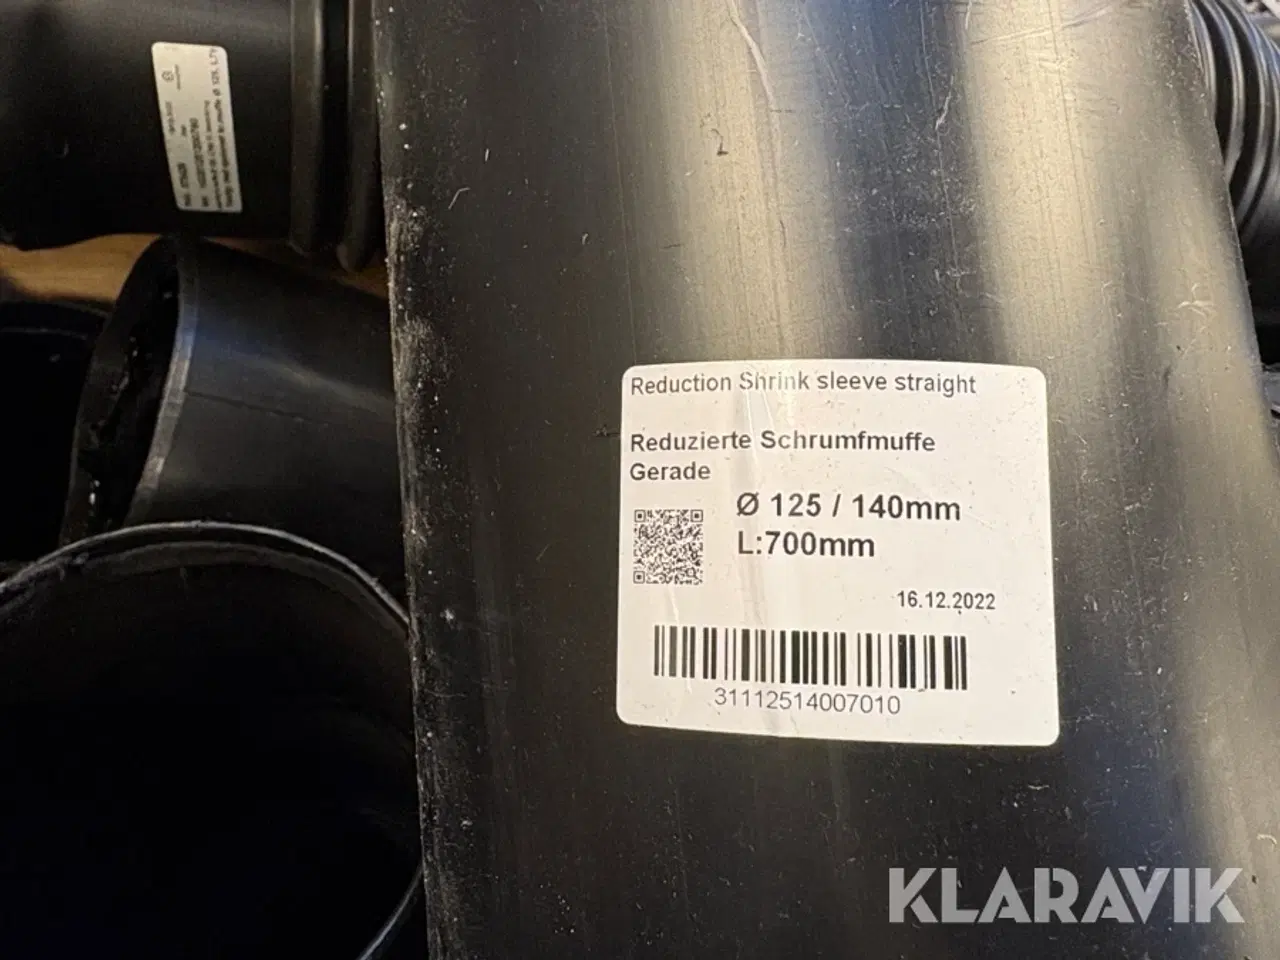 Reduction Shrink sleeve straight
Reduzierte Schrumfmuffe
Gerade
Ø 125 / 140mm
L:700mm
16.12.2022
31112514007010
KLARAVIK